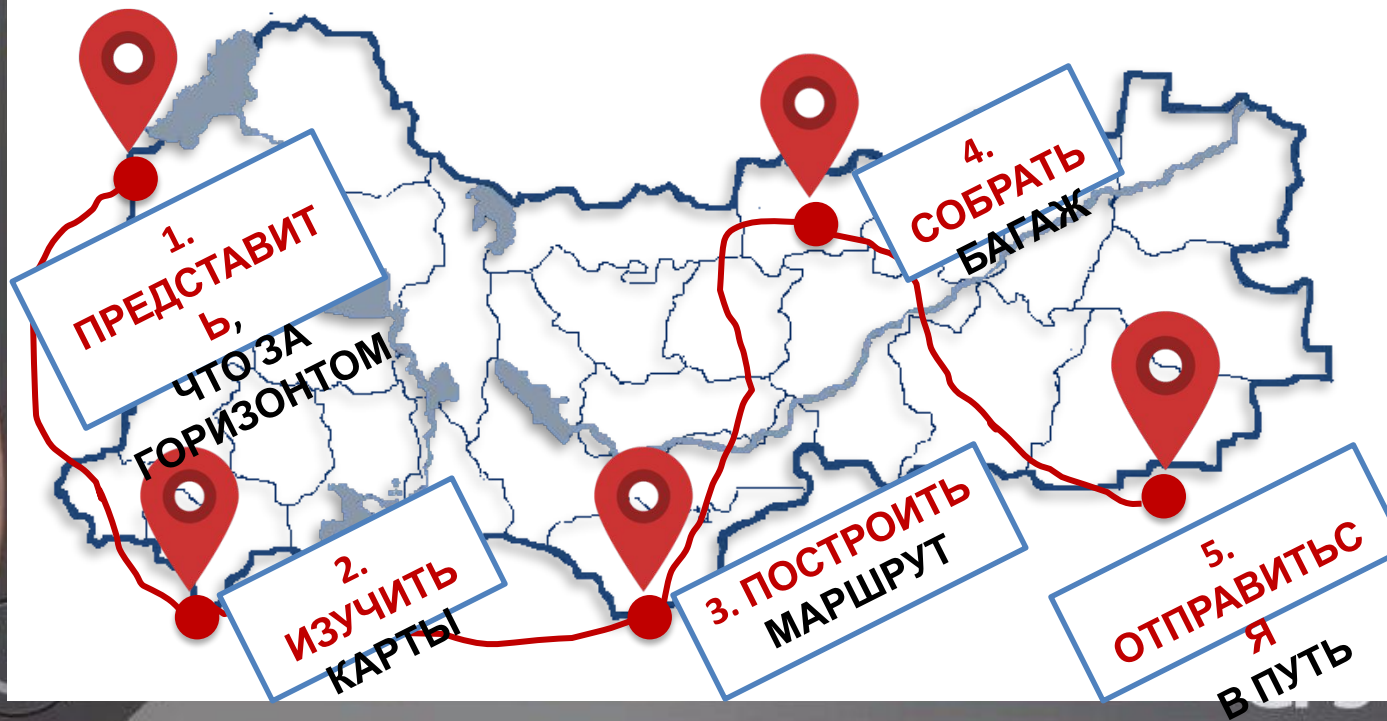 1.
ПРЕДСТАВИТ
Ь,
ЧТО ЗА
ГОРИЗОНТОМ
2.
ИЗУЧИТЬ
КАРТЫ
3. ПОСТРОИТЬ
МАРШРУТ
4.
СОБРАТЬ
БАГАЖ
5.
ОТПРАВИТЬС
Я
В ПУТЬ